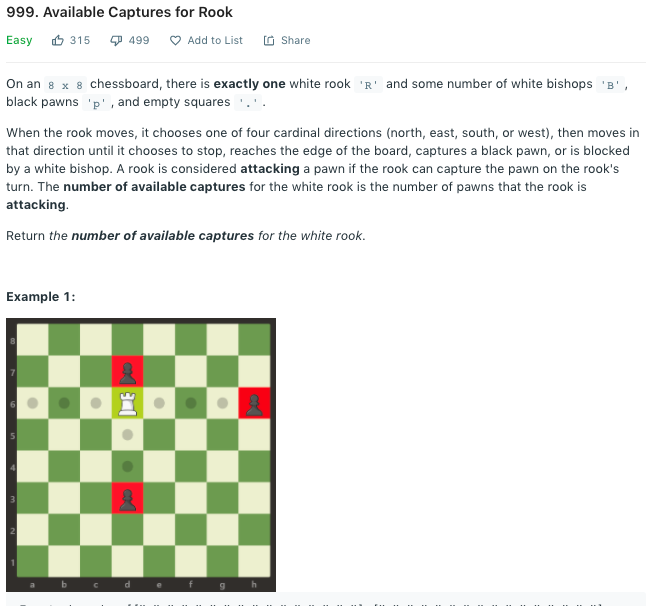 999. Available Captures for Rook
Easy 315 499 Add to List Share
On an 8 x 8 chessboard, there is exactly one white rook 'R' and some number of white bishops 'B' ,
black pawns 'p' , and empty squares '.' .
When the rook moves, it chooses one of four cardinal directions (north, east, south, or west), then moves in
that direction until it chooses to stop, reaches the edge of the board, captures a black pawn, or is blocked
by a white bishop. A rook is considered attacking a pawn if the rook can capture the pawn on the rook's
turn. The number of available captures for the white rook is the number of pawns that the rook is
attacking.
Return the number of available captures for the white rook.
Example 1:
8
7
6
5
4
3
2
1
a b c d e f g h